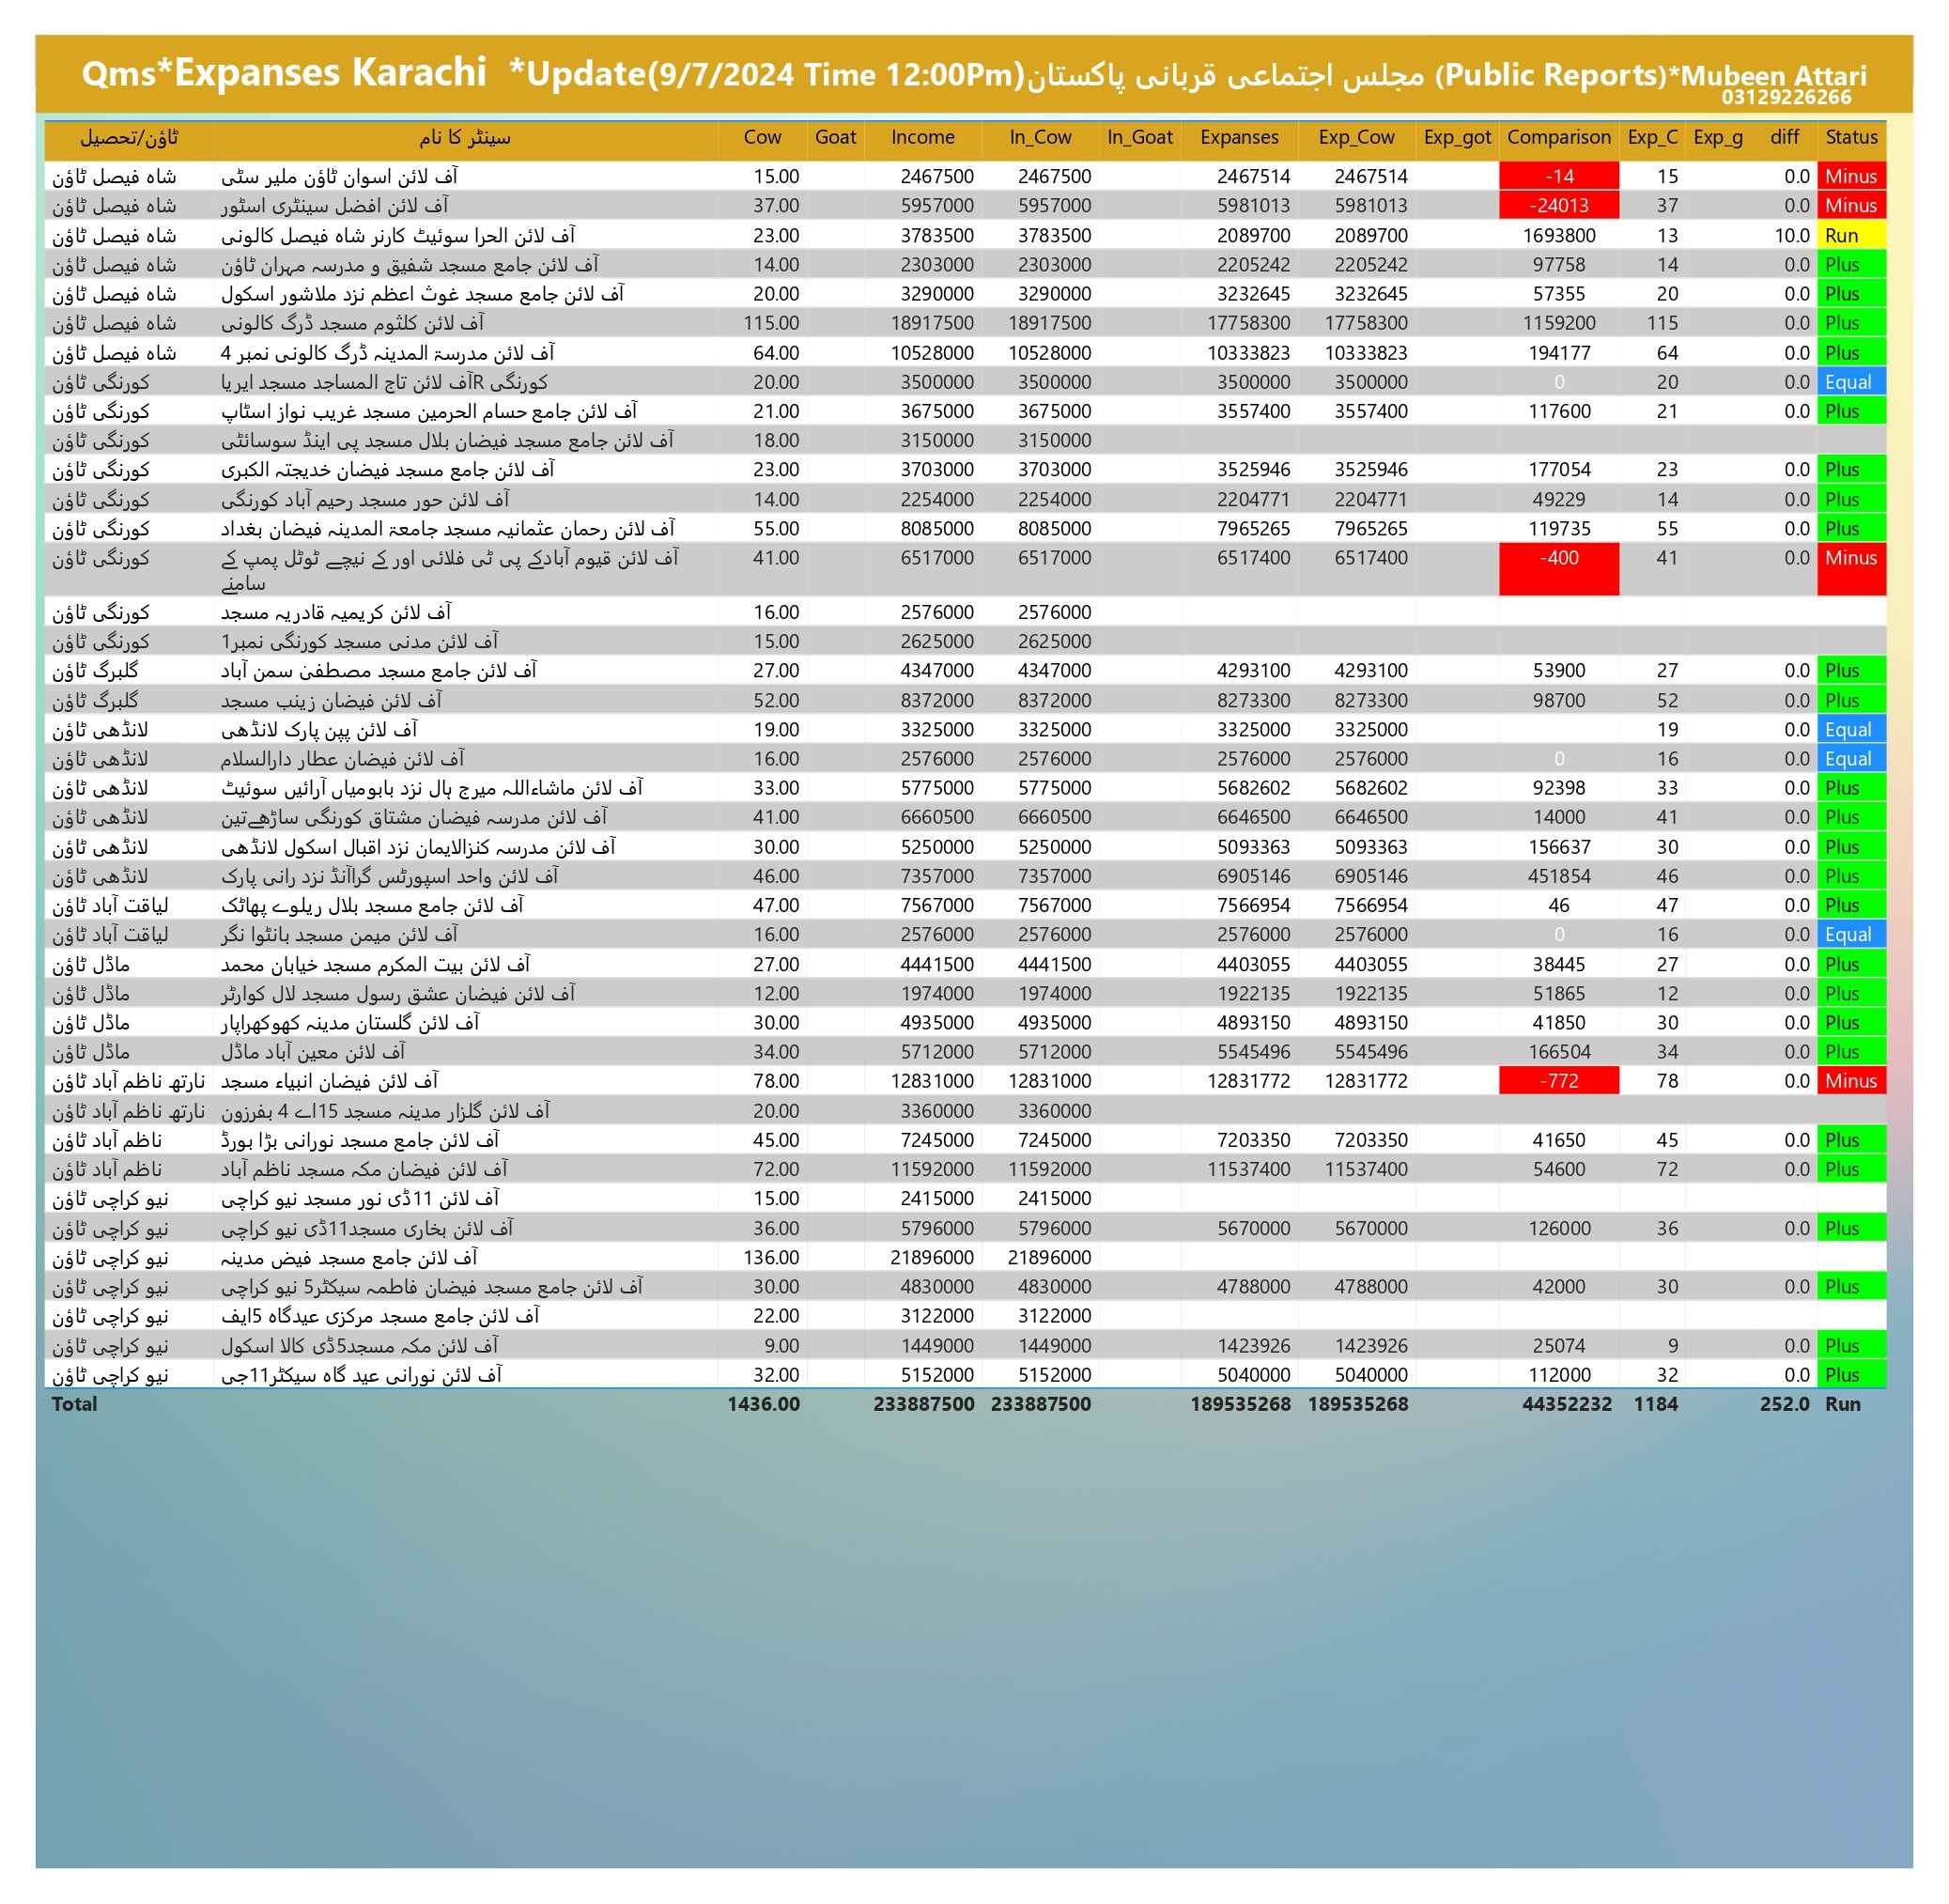 Qms*Expanses Karachi *Update(9/7/2024 Time 12:00Pm)مجلس اجتماعی قربانی پاکستان (Public Reports)*Mubeen Attari
03129226266
ٹاؤن/تحصیل سینٹر کا نام Cow Goat Income In_Cow In_Goat Expanses Exp_Cow Exp_got Comparison Exp_C Exp_g diff Status
شاہ فیصل ٹاؤن آف لائن اسوان ٹاؤن ملیر سٹی 15.00 2467500 2467500 2467514 2467514 -14 15 0.0 Minus
شاہ فیصل ٹاؤن آف لائن افضل سینٹری اسٹور 37.00 5957000 5957000 5981013 5981013 -24013 37 0.0 Minus
شاہ فیصل ٹاؤن آف لائن الحرا سوئیٹ کارنر شاہ فیصل کالونی 23.00 3783500 3783500 2089700 2089700 1693800 13 10.0 Run
شاہ فیصل ٹاؤن آف لائن جامع مسجد شفیق و مدرسہ مہران ٹاؤن 14.00 2303000 2303000 2205242 2205242 97758 14 0.0 Plus
شاہ فیصل ٹاؤن آف لائن جامع مسجد غوث اعظم نزد ملاشور اسکول 20.00 3290000 3290000 3232645 3232645 57355 20 0.0 Plus
شاہ فیصل ٹاؤن آف لائن کلثوم مسجد ڈرگ کالونی 115.00 18917500 18917500 17758300 17758300 1159200 115 0.0 Plus
شاہ فیصل ٹاؤن آف لائن مدرسۃ المدینہ ڈرگ کالونی نمبر 4 64.00 10528000 10528000 10333823 10333823 194177 64 0.0 Plus
کورنگی ٹاؤن آف لائن تاج المساجد مسجد ایریا R کورنگی 20.00 3500000 3500000 3500000 3500000 0 20 0.0 Equal
کورنگی ٹاؤن آف لائن جامع حسام الحرمین مسجد غریب نواز اسٹاپ 21.00 3675000 3675000 3557400 3557400 117600 21 0.0 Plus
کورنگی ٹاؤن آف لائن جامع مسجد فیضان بلال مسجد پی اینڈ سوسائٹی 18.00 3150000 3150000
کورنگی ٹاؤن آف لائن جامع مسجد فیضان خدیجتہ الکبری 23.00 3703000 3703000 3525946 3525946 177054 23 0.0 Plus
کورنگی ٹاؤن آف لائن حور مسجد رحیم آباد کورنگی 14.00 2254000 2254000 2204771 2204771 49229 14 0.0 Plus
کورنگی ٹاؤن آف لائن رحمان عثمانیہ مسجد جامعۃ المدینہ فیضان بغداد 55.00 8085000 8085000 7965265 7965265 119735 55 0.0 Plus
کورنگی ٹاؤن آف لائن قیوم آبادکے پی ٹی فلائی اور کے نیچے ٹوٹل پمپ کے 41.00 6517000 6517000 6517400 6517400 -400 41 0.0 Minus
سامنے
کورنگی ٹاؤن آف لائن کریمیہ قادریہ مسجد 16.00 2576000 2576000
کورنگی ٹاؤن آف لائن مدنی مسجد کورنگی نمبر1 15.00 2625000 2625000
گلبرگ ٹاؤن آف لائن جامع مسجد مصطفیٰ سمن آباد 27.00 4347000 4347000 4293100 4293100 53900 27 0.0 Plus
گلبرگ ٹاؤن آف لائن فیضان زینب مسجد 52.00 8372000 8372000 8273300 8273300 98700 52 0.0 Plus
لانڈھی ٹاؤن آف لائن پپن پارک لانڈھی 19.00 3325000 3325000 3325000 3325000 19 0.0 Equal
لانڈھی ٹاؤن آف لائن فیضان عطار دارالسلام 16.00 2576000 2576000 2576000 2576000 0 16 0.0 Equal
لانڈھی ٹاؤن آف لائن ماشاءاللہ میرج ہال نزد بابومیاں آرائیں سوئیٹ 33.00 5775000 5775000 5682602 5682602 92398 33 0.0 Plus
لانڈھی ٹاؤن آف لائن مدرسہ فیضان مشتاق کورنگی ساڑھےتین 41.00 6660500 6660500 6646500 6646500 14000 41 0.0 Plus
لانڈھی ٹاؤن آف لائن مدرسہ کنزالایمان نزد اقبال اسکول لانڈھی 30.00 5250000 5250000 5093363 5093363 156637 30 0.0 Plus
لانڈھی ٹاؤن آف لائن واحد اسپورٹس گراآنڈ نزد رانی پارک 46.00 7357000 7357000 6905146 6905146 451854 46 0.0 Plus
لیاقت آباد ٹاؤن آف لائن جامع مسجد بلال ریلوے پھاٹک 47.00 7567000 7567000 7566954 7566954 46 47 0.0 Plus
لیاقت آباد ٹاؤن آف لائن میمن مسجد بانٹوا نگر 16.00 2576000 2576000 2576000 2576000 0 16 0.0 Equal
ماڈل ٹاؤن آف لائن بیت المکرم مسجد خیابان محمد 27.00 4441500 4441500 4403055 4403055 38445 27 0.0 Plus
ماڈل ٹاؤن آف لائن فیضان عشق رسول مسجد لال کوارٹر 12.00 1974000 1974000 1922135 1922135 51865 12 0.0 Plus
ماڈل ٹاؤن آف لائن گلستان مدینہ کھوکھراپار 30.00 4935000 4935000 4893150 4893150 41850 30 0.0 Plus
ماڈل ٹاؤن آف لائن معین آباد ماڈل 34.00 5712000 5712000 5545496 5545496 166504 34 0.0 Plus
نارتھ ناظم آباد ٹاؤن آف لائن فیضان انبیاء مسجد 78.00 12831000 12831000 12831772 12831772 -772 78 0.0 Minus
نارتھ ناظم آباد ٹاؤن آف لائن گلزار مدینہ مسجد 15اے 4 بفرزون 20.00 3360000 3360000
ناظم آباد ٹاؤن آف لائن جامع مسجد نورانی بڑا بورڈ 45.00 7245000 7245000 7203350 7203350 41650 45 0.0 Plus
ناظم آباد ٹاؤن آف لائن فیضان مکہ مسجد ناظم آباد 72.00 11592000 11592000 11537400 11537400 54600 72 0.0 Plus
نیو کراچی ٹاؤن آف لائن 11ڈی نور مسجد نیو کراچی 15.00 2415000 2415000
نیو کراچی ٹاؤن آف لائن بخاری مسجد11ڈی نیو کراچی 36.00 5796000 5796000 5670000 5670000 126000 36 0.0 Plus
نیو کراچی ٹاؤن آف لائن جامع مسجد فیض مدینہ 136.00 21896000 21896000
نیو کراچی ٹاؤن آف لائن جامع مسجد فیضان فاطمہ سیکٹر5 نیو کراچی 30.00 4830000 4830000 4788000 4788000 42000 30 0.0 Plus
نیو کراچی ٹاؤن آف لائن جامع مسجد مرکزی عیدگاہ 5ایف 22.00 3122000 3122000
نیو کراچی ٹاؤن آف لائن مکہ مسجد5ڈی کالا اسکول 9.00 1449000 1449000 1423926 1423926 25074 9 0.0 Plus
نیو کراچی ٹاؤن آف لائن نورانی عید گاہ سیکٹر11جی 32.00 5152000 5152000 5040000 5040000 112000 32 0.0 Plus
Total 1436.00 233887500 233887500 189535268 189535268 44352232 1184 252.0 Run